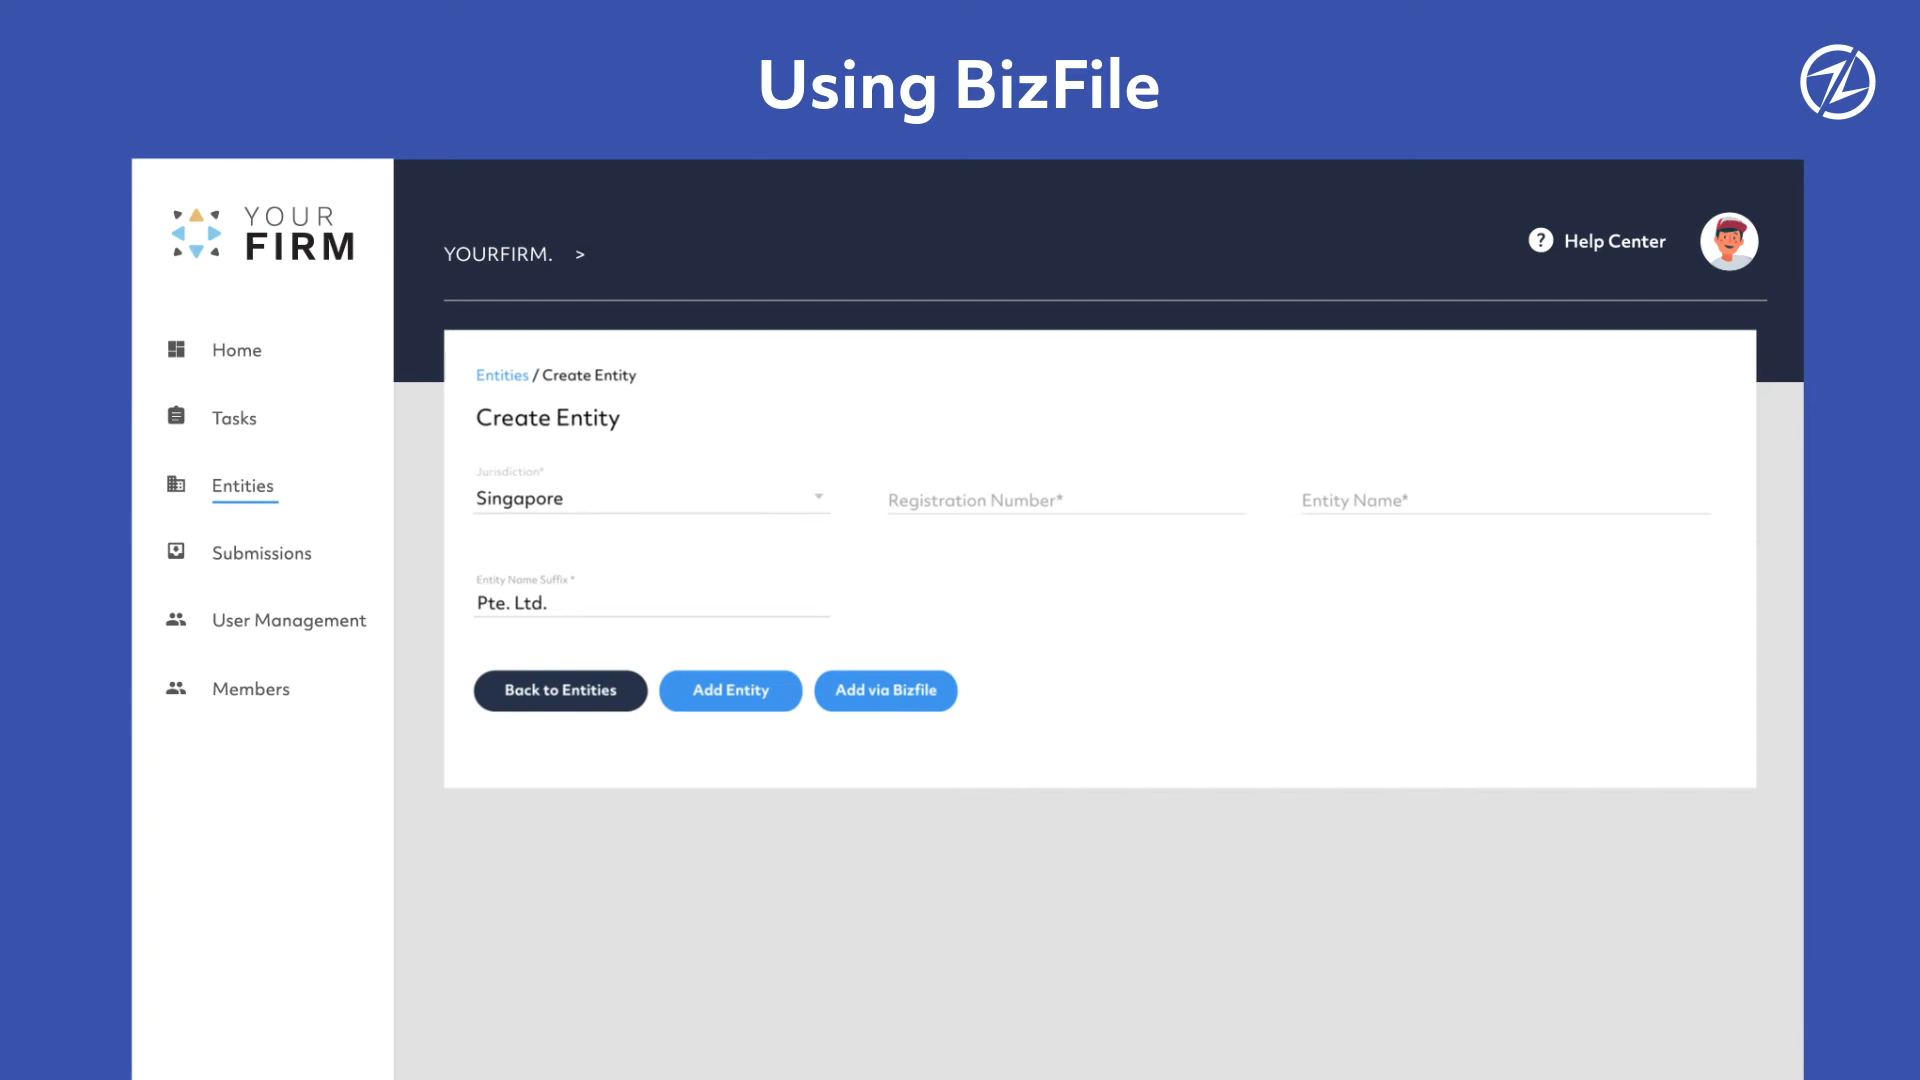 Using BizFile
YOUR
FIRM
YOURFIRM. >
? Help Center
Home
Tasks
Entities
Submissions
User Management
Members
Entities / Create Entity
Create Entity
Jurisdiction*
Singapore
Registration Number*
Entity Name*
Entity Name Suffix *
Pte. Ltd.
Back to Entities
Add Entity
Add via Bizfile